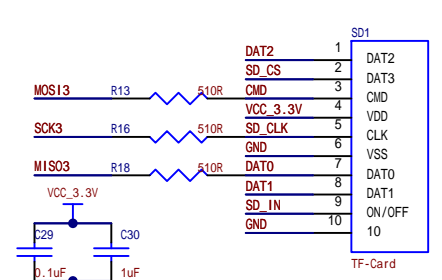 SD1
DAT2 1 DAT2
SD_CS 2 DAT3
MOSI3 R13 510R CMD 3 CMD
VCC_3.3V 4 VDD
SCK3 R16 510R SD_CLK 5 CLK
GND 6 VSS
MISO3 R18 510R DAT0 7 DAT0
DAT1 8 DAT1
VCC_3.3V SD_IN 9 ON/OFF
GND 10 10
C29 C30
0.1uF 1uF TF-Card